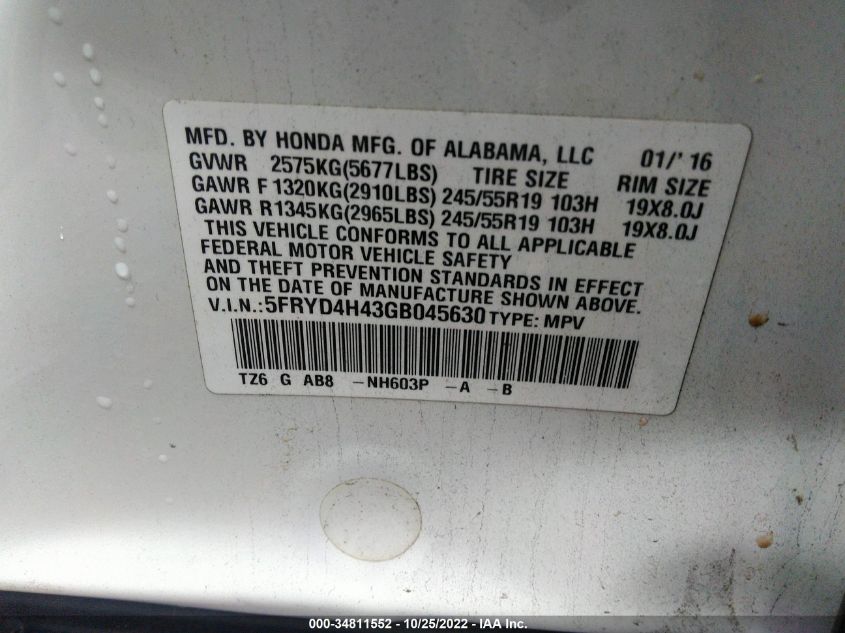 MFD. BY HONDA MFG. OF ALABAMA, LLC 01/'16
GVWR 2575KG(5677LBS) TIRE SIZE RIM SIZE
GAWR F 1320KG(2910LBS) 245/55R19 103H 19X8.0J
GAWR R1345KG(2965LBS) 245/55R19 103H 19X8.0J
THIS VEHICLE CONFORMS TO ALL APPLICABLE
FEDERAL MOTOR VEHICLE SAFETY
AND THEFT PREVENTION STANDARDS IN EFFECT
ON THE DATE OF MANUFACTURE SHOWN ABOVE.
V.I.N.:5FRYD4H43GB045630 TYPE: MPV
TZ6 G AB8 -NH603P -A -B
000-34811552 - 10/25/2022 - IAA Inc.